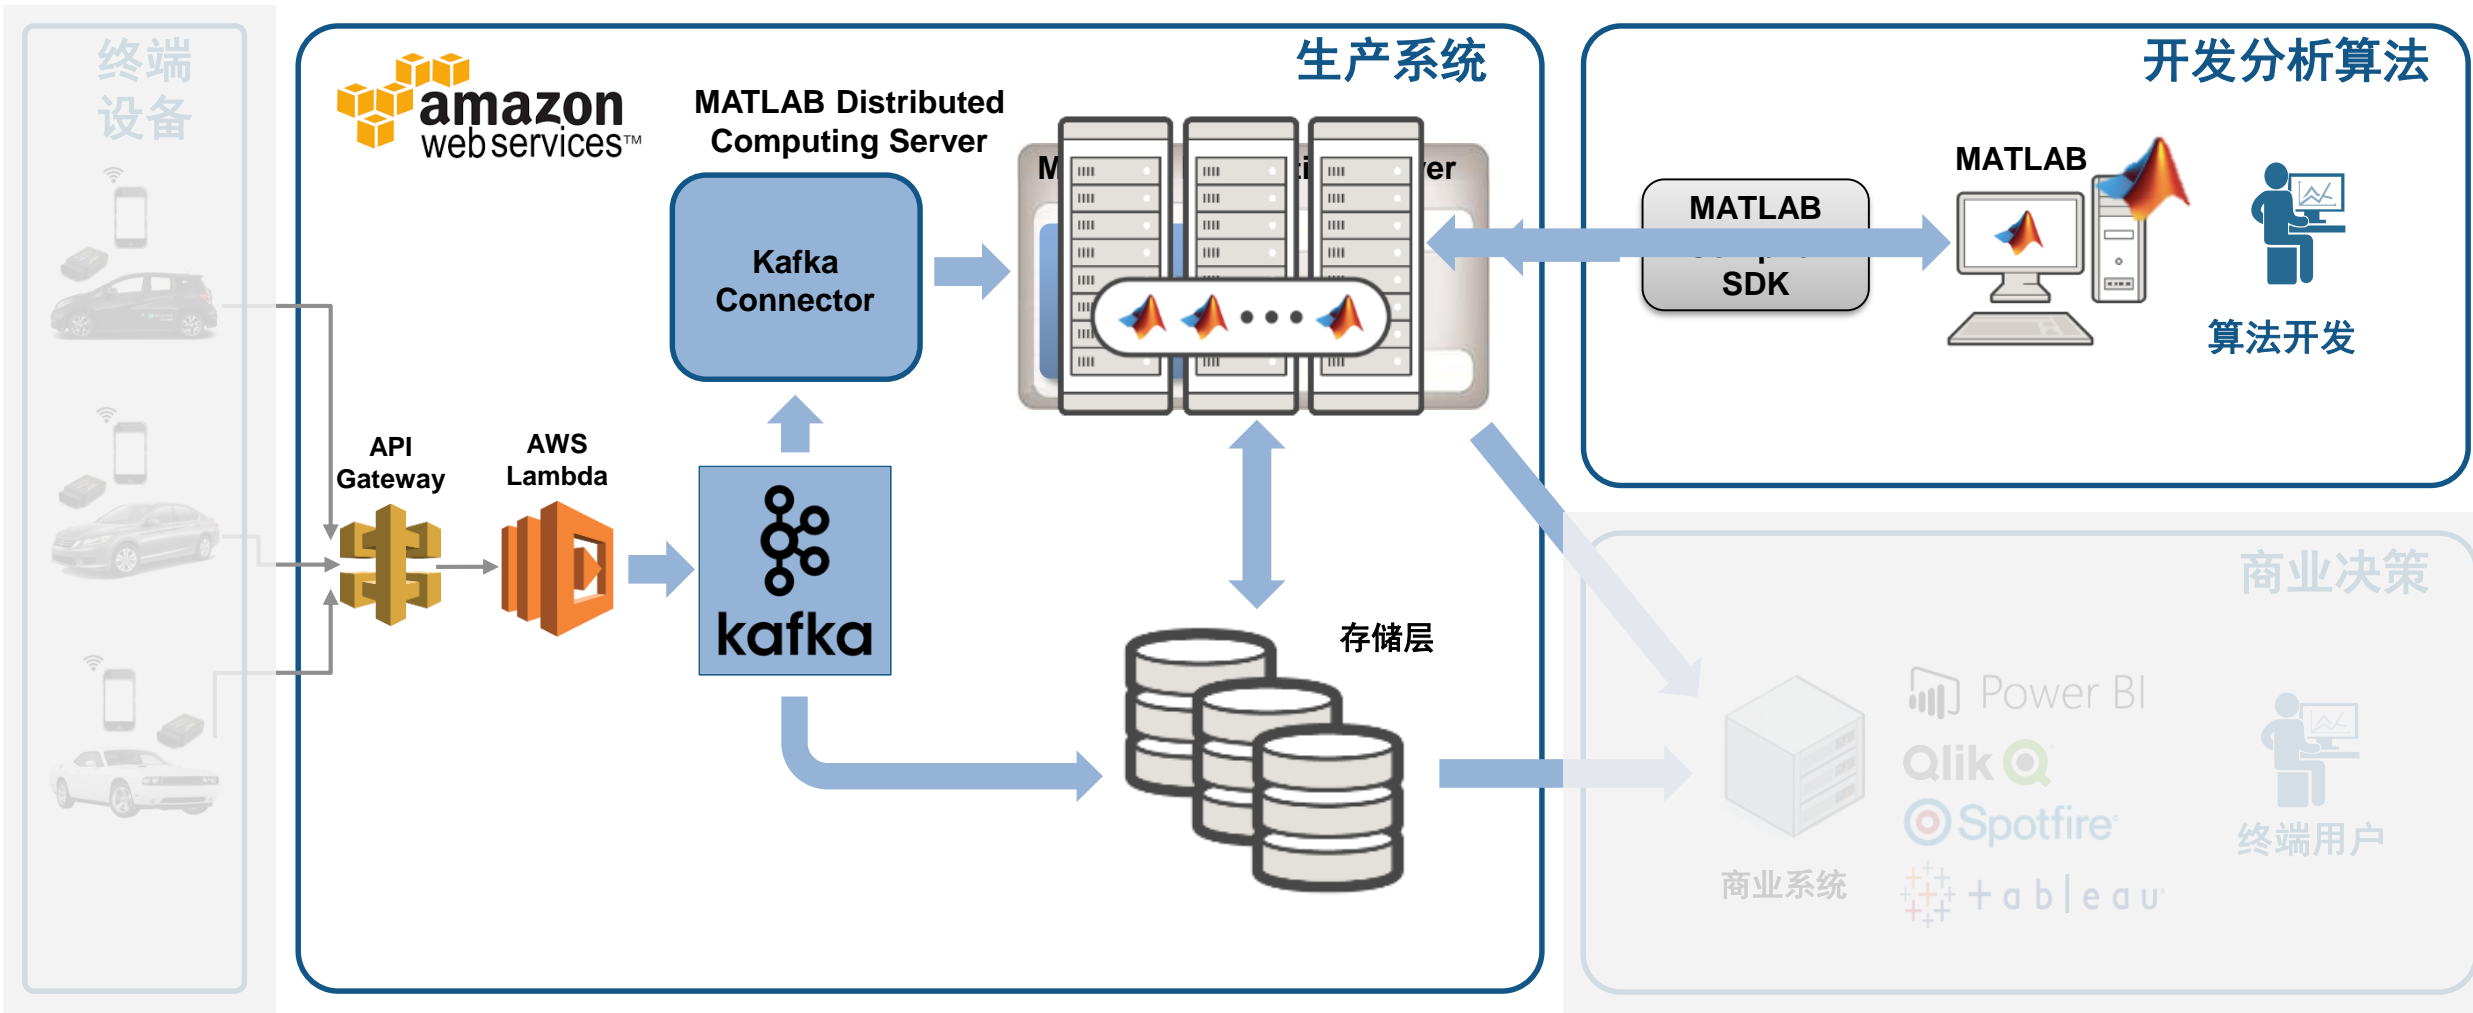 终端
设备
amazon
web services™
MATLAB Distributed
Computing Server
生产系统
Kafka
Connector
API
Gateway
AWS
Lambda
kafka
存储层
开发分析算法
MATLAB
SDK
MATLAB
算法开发
商业决策
Power BI
Qlik
Spotfire
+ a b l e a u
商业系统
终端用户